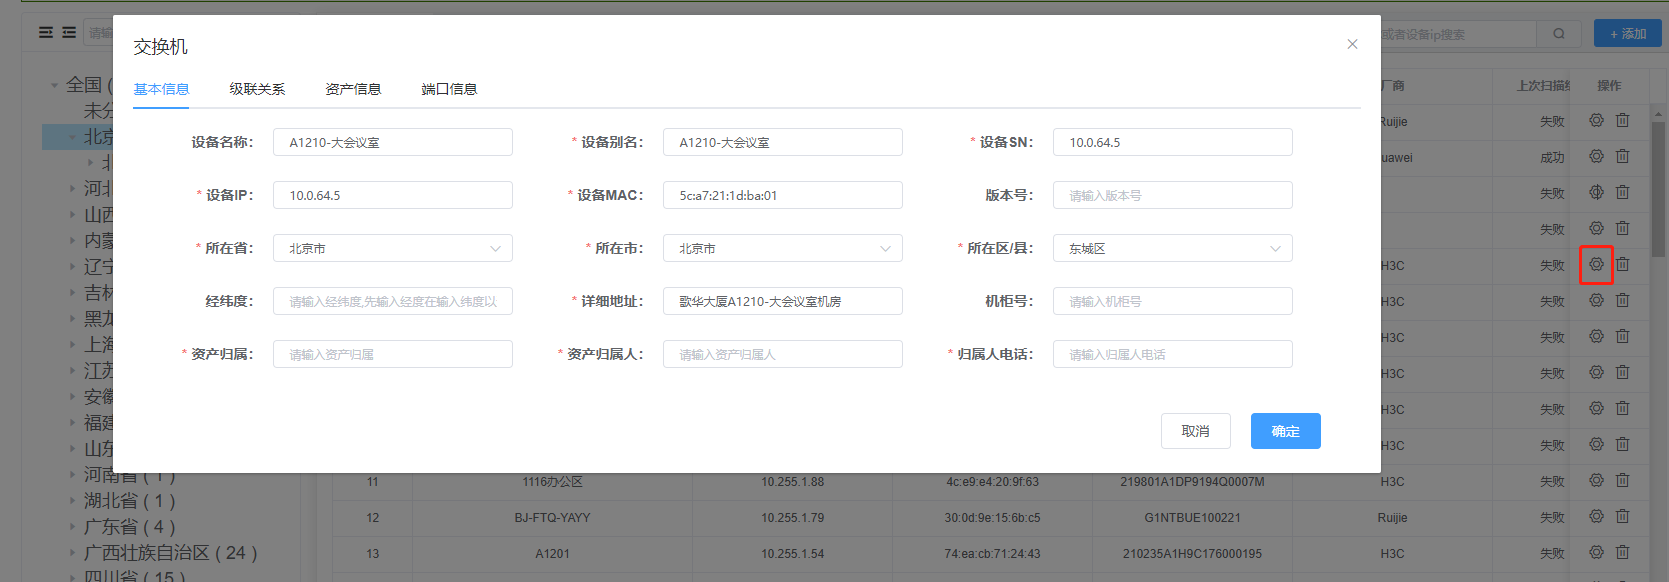 交换机
基本信息 级联关系 资产信息 端口信息
设备名称： A1210-大会议室 * 设备别名： A1210-大会议室 * 设备SN： 10.0.64.5
* 设备IP： 10.0.64.5 * 设备MAC： 5c:a7:21:1d:ba:01 版本号： 请输入版本号
* 所在省： 北京市 * 所在市： 北京市 * 所在区/县： 东城区
经纬度： 请输入经纬度,先输入经度在输入纬度以 * 详细地址： 歌华大厦A1210-大会议室机房 机柜号： 请输入机柜号
* 资产归属： 请输入资产归属 * 资产归属人： 请输入资产归属人 * 归属人电话： 请输入归属人电话
取消 确定
请输
或者设备ip搜索
+ 添加
全国 (
未分
北京
北
河北
山西
内蒙
辽宁
吉林
黑龙
上海
江苏
安徽
福建
山东
河南省 ( 1 )
湖北省 ( 1 )
广东省 ( 4 )
广西壮族自治区 ( 24 )
四川省 ( 15 )
厂商 上次扫描 操作
Ruijie 失败
uawei 成功
失败
失败
H3C 失败
H3C 失败
H3C 失败
H3C 失败
H3C 失败
H3C 失败
11 1116办公区 10.255.1.88 4c:e9:e4:20:9f:63 219801A1DP9194Q0007M H3C 失败
12 BJ-FTQ-YAYY 10.255.1.79 30:0d:9e:15:6b:c5 G1NTBUE100221 Ruijie 失败
13 A1201 10.255.1.54 74:ea:cb:71:24:43 210235A1H9C176000195 H3C 失败